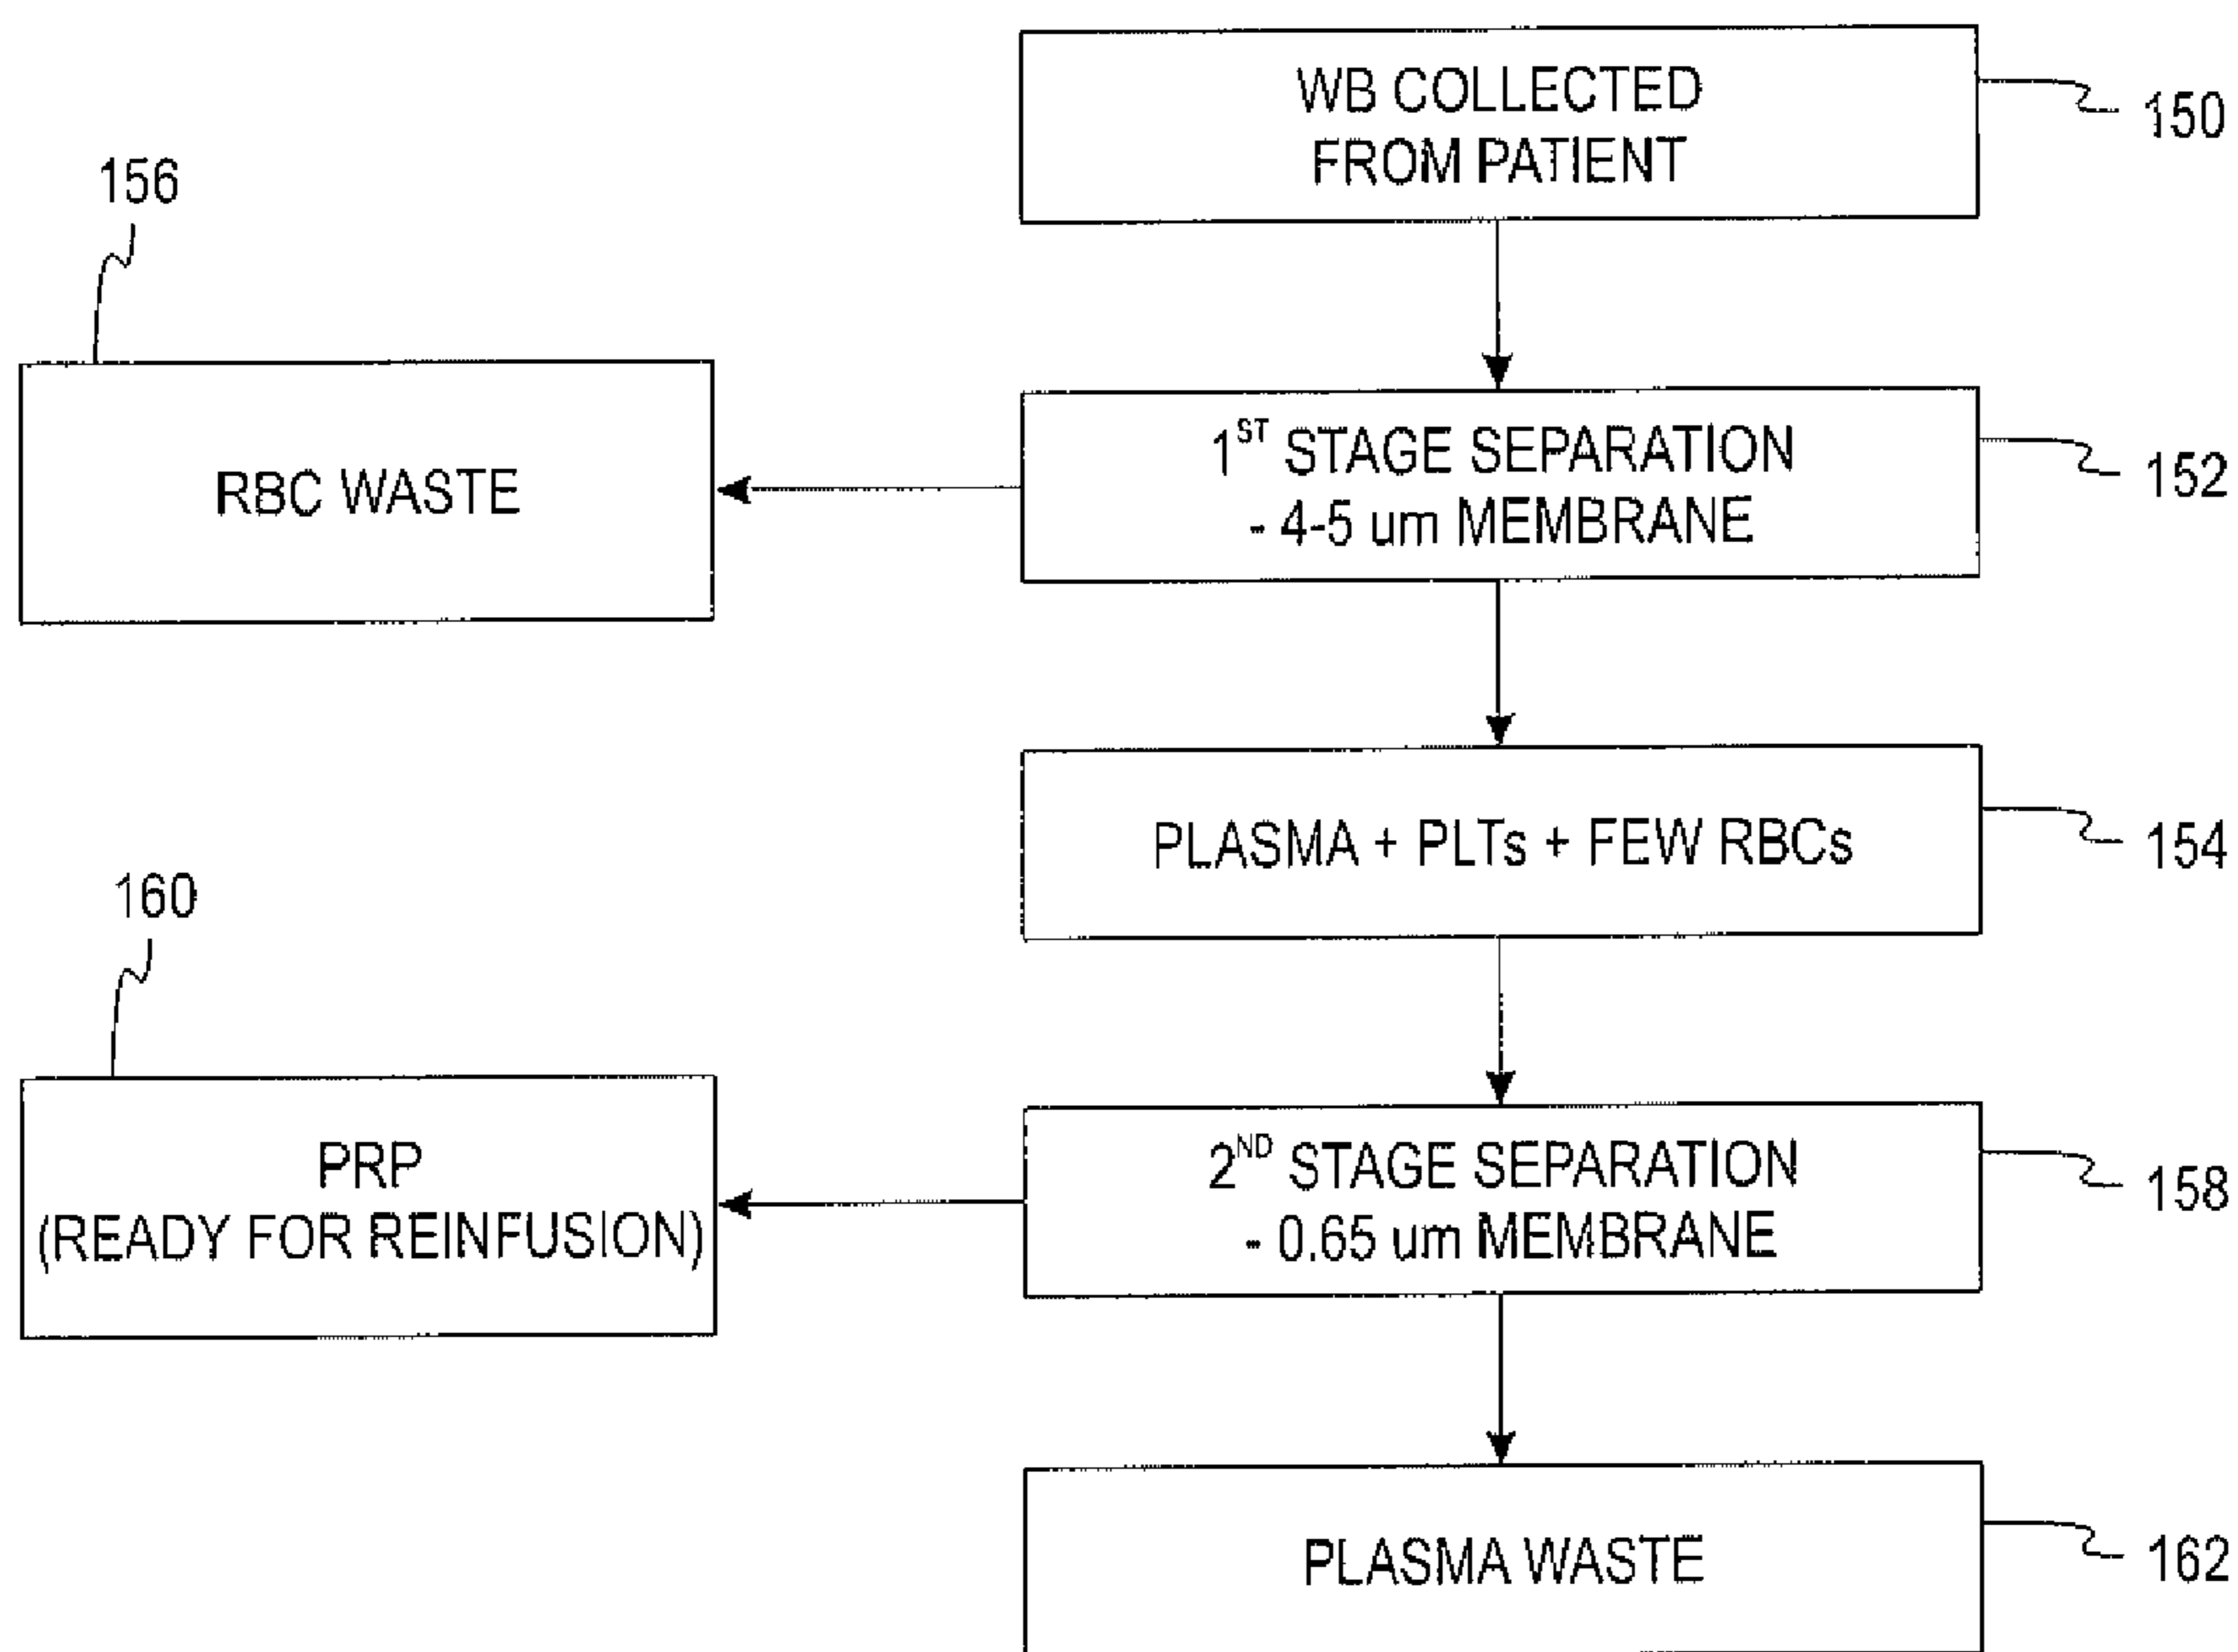 WB COLLECTED
FROM PATIENT
150
156
RBC WASTE
1ST STAGE SEPARATION
- 4-5 um MEMBRANE
152
PLASMA + PLTs + FEW RBCs
154
160
PRP
(READY FOR REINFUSION)
2ND STAGE SEPARATION
- 0.65 um MEMBRANE
158
PLASMA WASTE
162